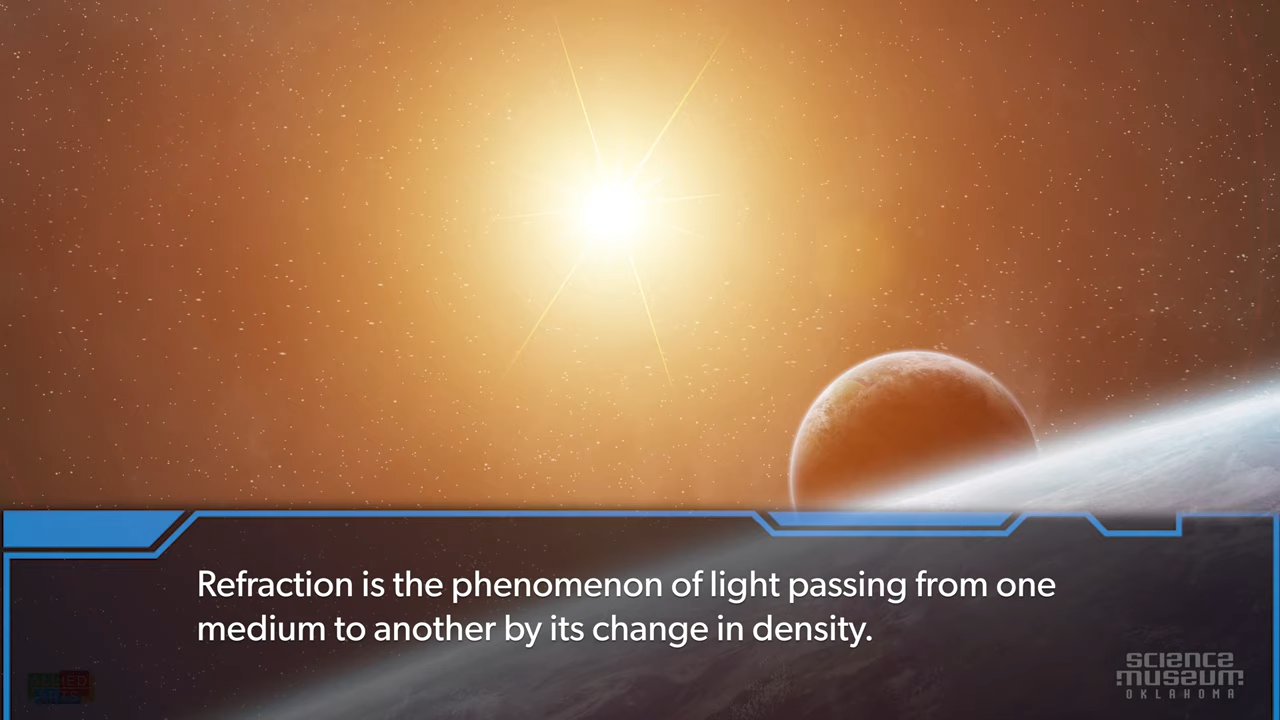 Refraction is the phenomenon of light passing from one
medium to another by its change in density.
SCIENCE
MUSEUM
OKLAHOMA